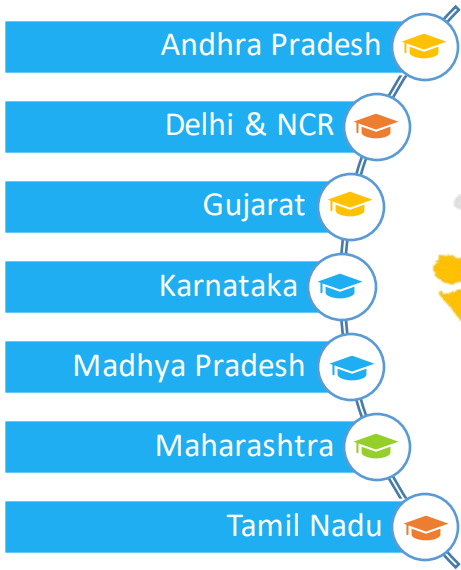 Andhra Pradesh
Delhi & NCR
Gujarat
Karnataka
Madhya Pradesh
Maharashtra
Tamil Nadu